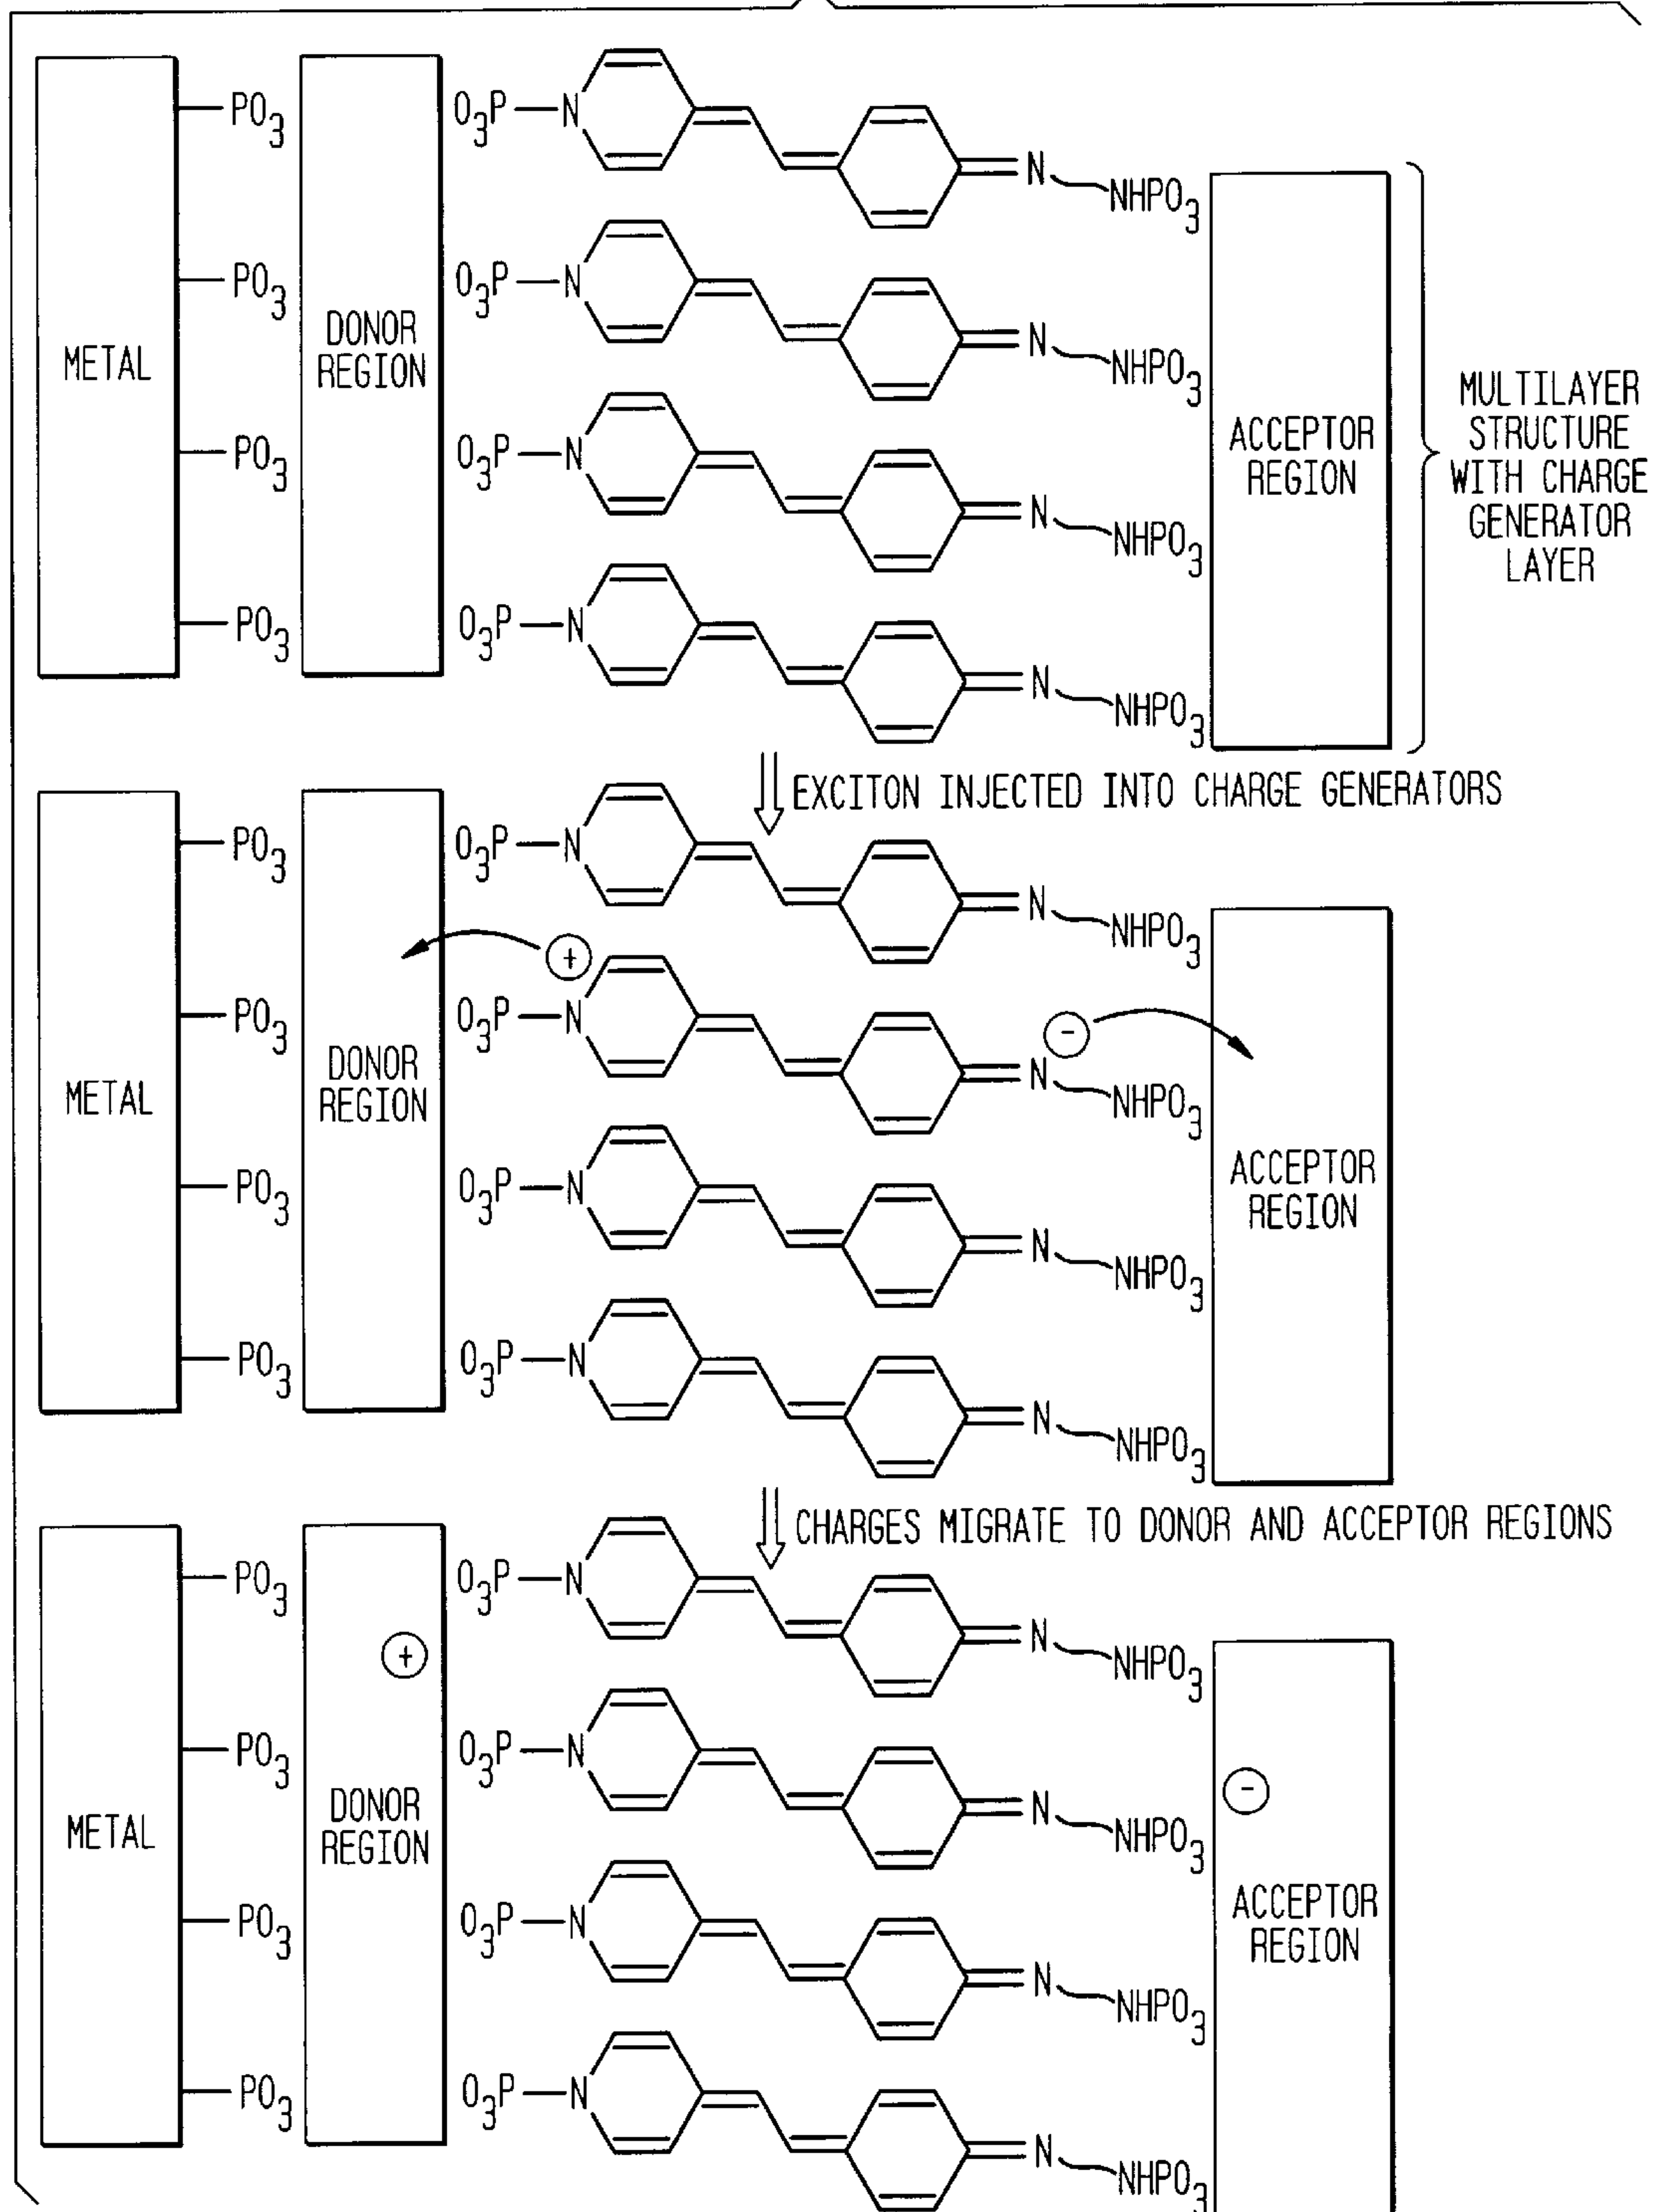 PO3 O3P—N N NHPO3
PO3 O3P—N N NHPO3
METAL
DONOR
REGION
PO3 O3P—N N NHPO3
PO3 O3P—N N NHPO3
ACCEPTOR
REGION
MULTILAYER
STRUCTURE
WITH CHARGE
GENERATOR
LAYER
EXCITON INJECTED INTO CHARGE GENERATORS
PO3 O3P—N N NHPO3
+
-
PO3 O3P—N N NHPO3
METAL
DONOR
REGION
PO3 O3P—N N NHPO3
PO3 O3P—N N NHPO3
ACCEPTOR
REGION
CHARGES MIGRATE TO DONOR AND ACCEPTOR REGIONS
PO3 O3P—N N NHPO3
+
PO3 O3P—N N NHPO3
-
METAL
DONOR
REGION
PO3 O3P—N N NHPO3
ACCEPTOR
REGION
PO3 O3P—N N NHPO3